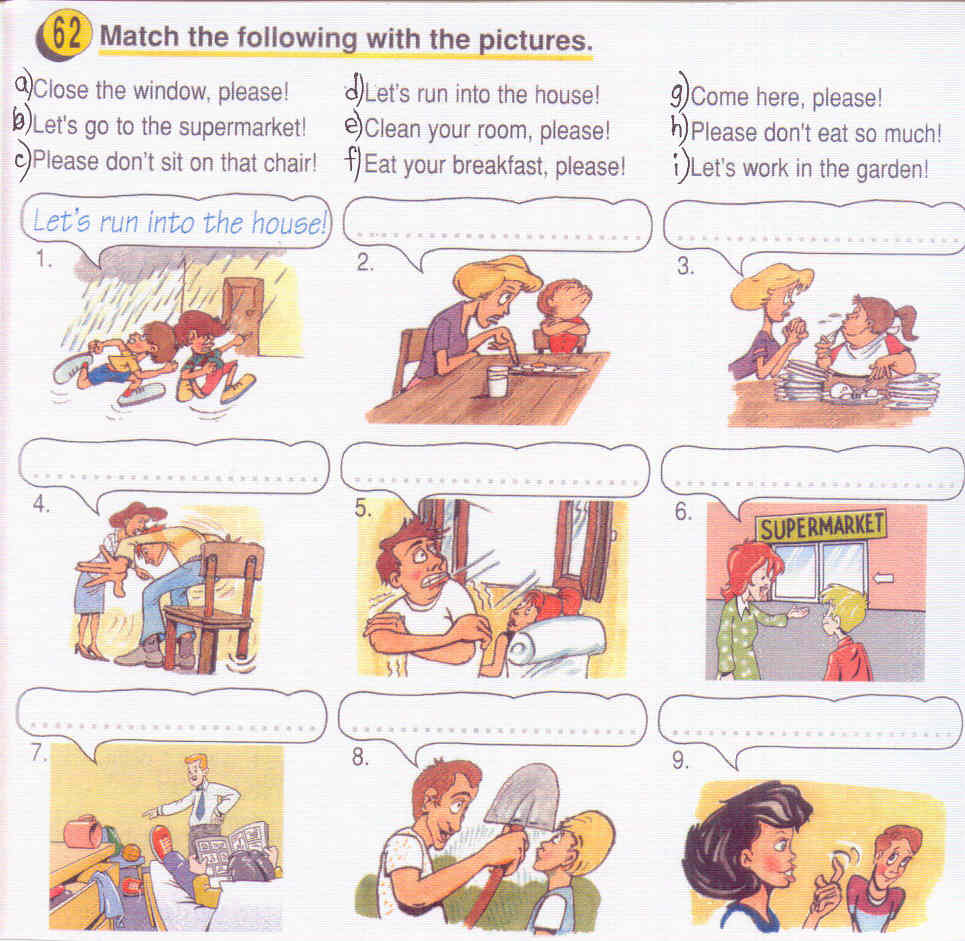 62 Match the following with the pictures.
a) Close the window, please!
b) Let's go to the supermarket!
c) Please don't sit on that chair!
d) Let's run into the house!
e) Clean your room, please!
f) Eat your breakfast, please!
g) Come here, please!
h) Please don't eat so much!
i) Let's work in the garden!
Let's run into the house!
1.
2.
3.
4.
5.
6.
SUPERMARKET
7.
8.
9.